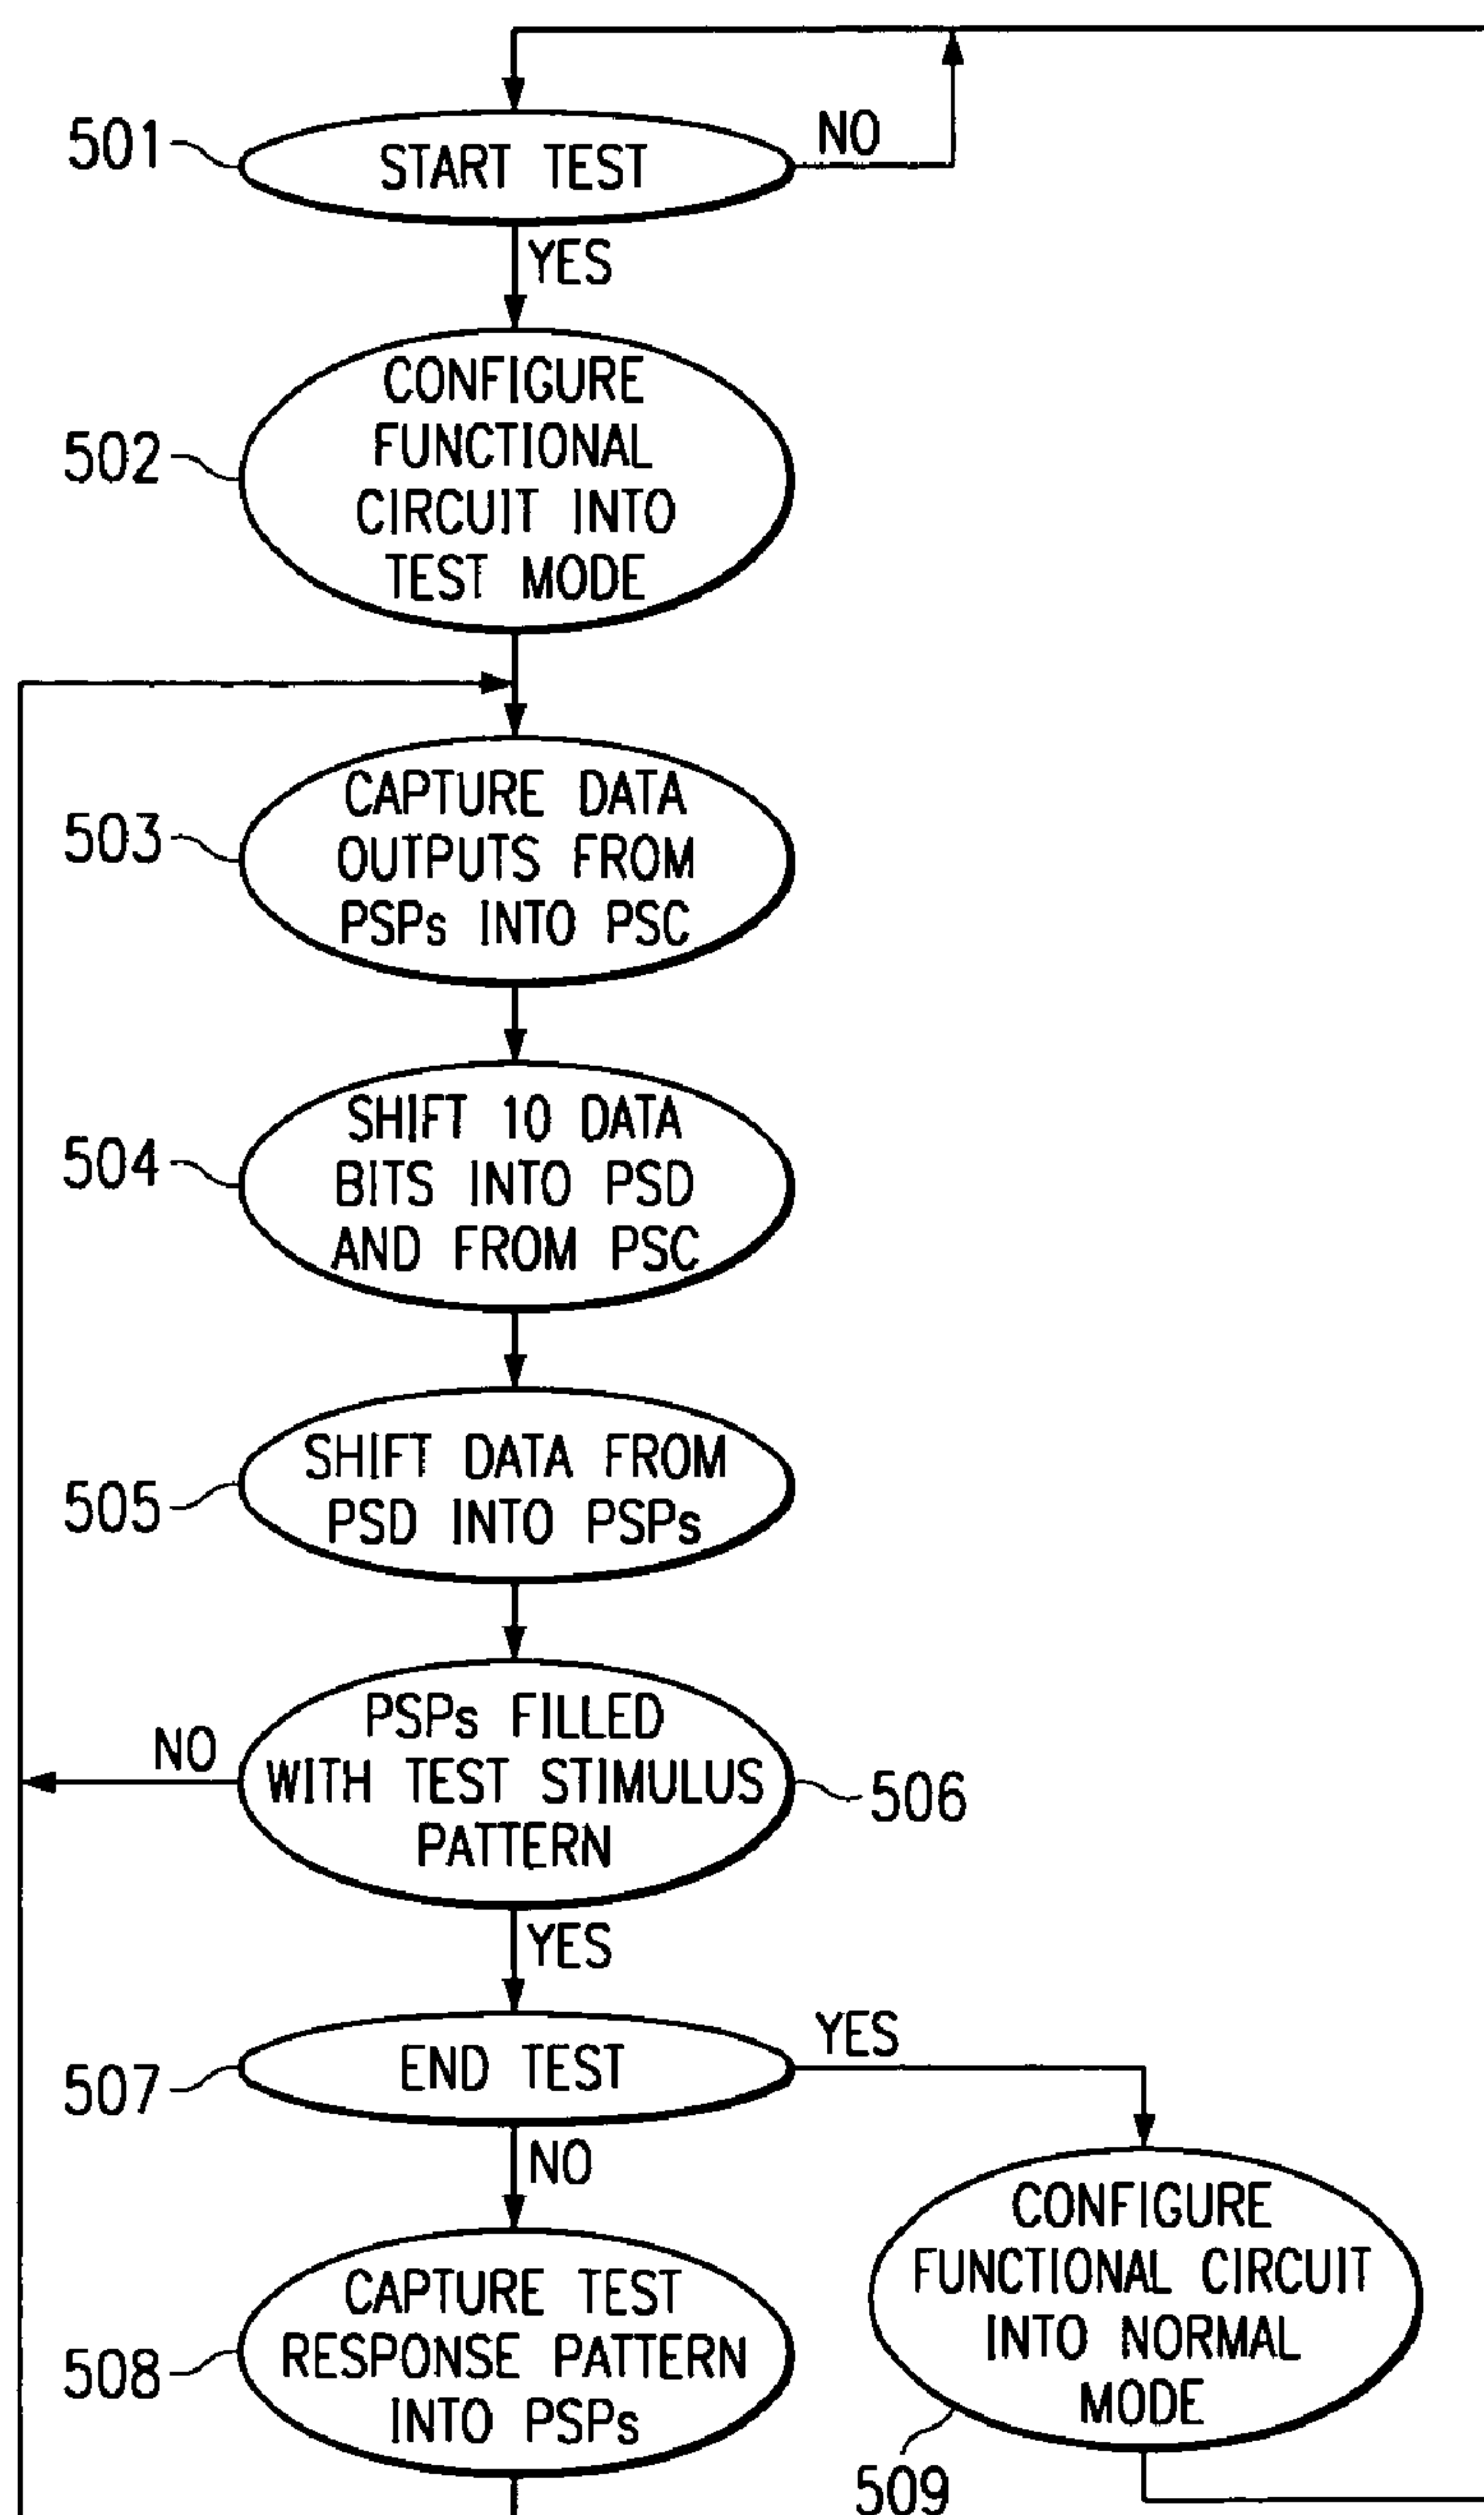 501
START TEST
NO
YES
502
CONFIGURE
FUNCTIONAL
CIRCUIT INTO
TEST MODE
503
CAPTURE DATA
OUTPUTS FROM
PSPs INTO PSC
504
SHIFT 10 DATA
BITS INTO PSD
AND FROM PSC
505
SHIFT DATA FROM
PSD INTO PSPs
NO
PSPs FILLED
WITH TEST STIMULUS
PATTERN
506
YES
507
END TEST
YES
NO
508
CAPTURE TEST
RESPONSE PATTERN
INTO PSPs
CONFIGURE
FUNCTIONAL CIRCUIT
INTO NORMAL
MODE
509